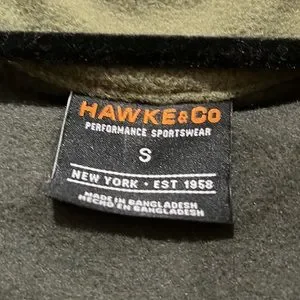 HAWKE&CO
PERFORMANCE SPORTSWEAR
S
NEW YORK • EST 1958
MADE IN BANGLADESH
HECHO EN BANGLADESH